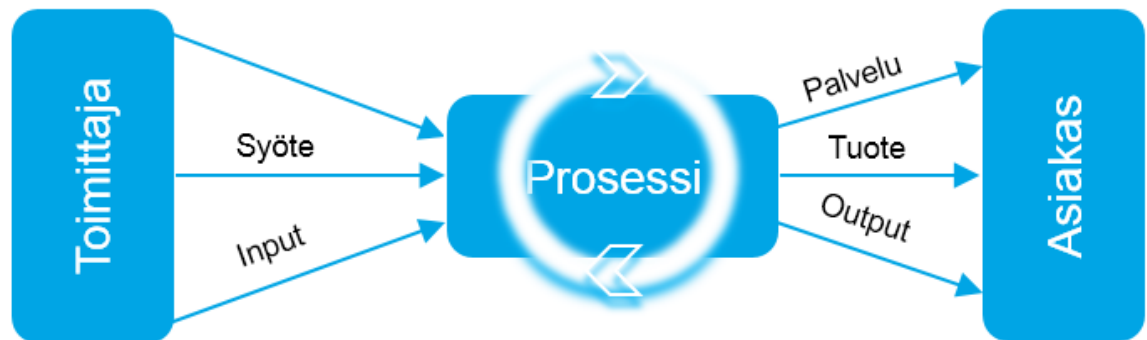 Toimittaja
Syöte
Input
Prosessi
Palvelu
Tuote
Output
Asiakas